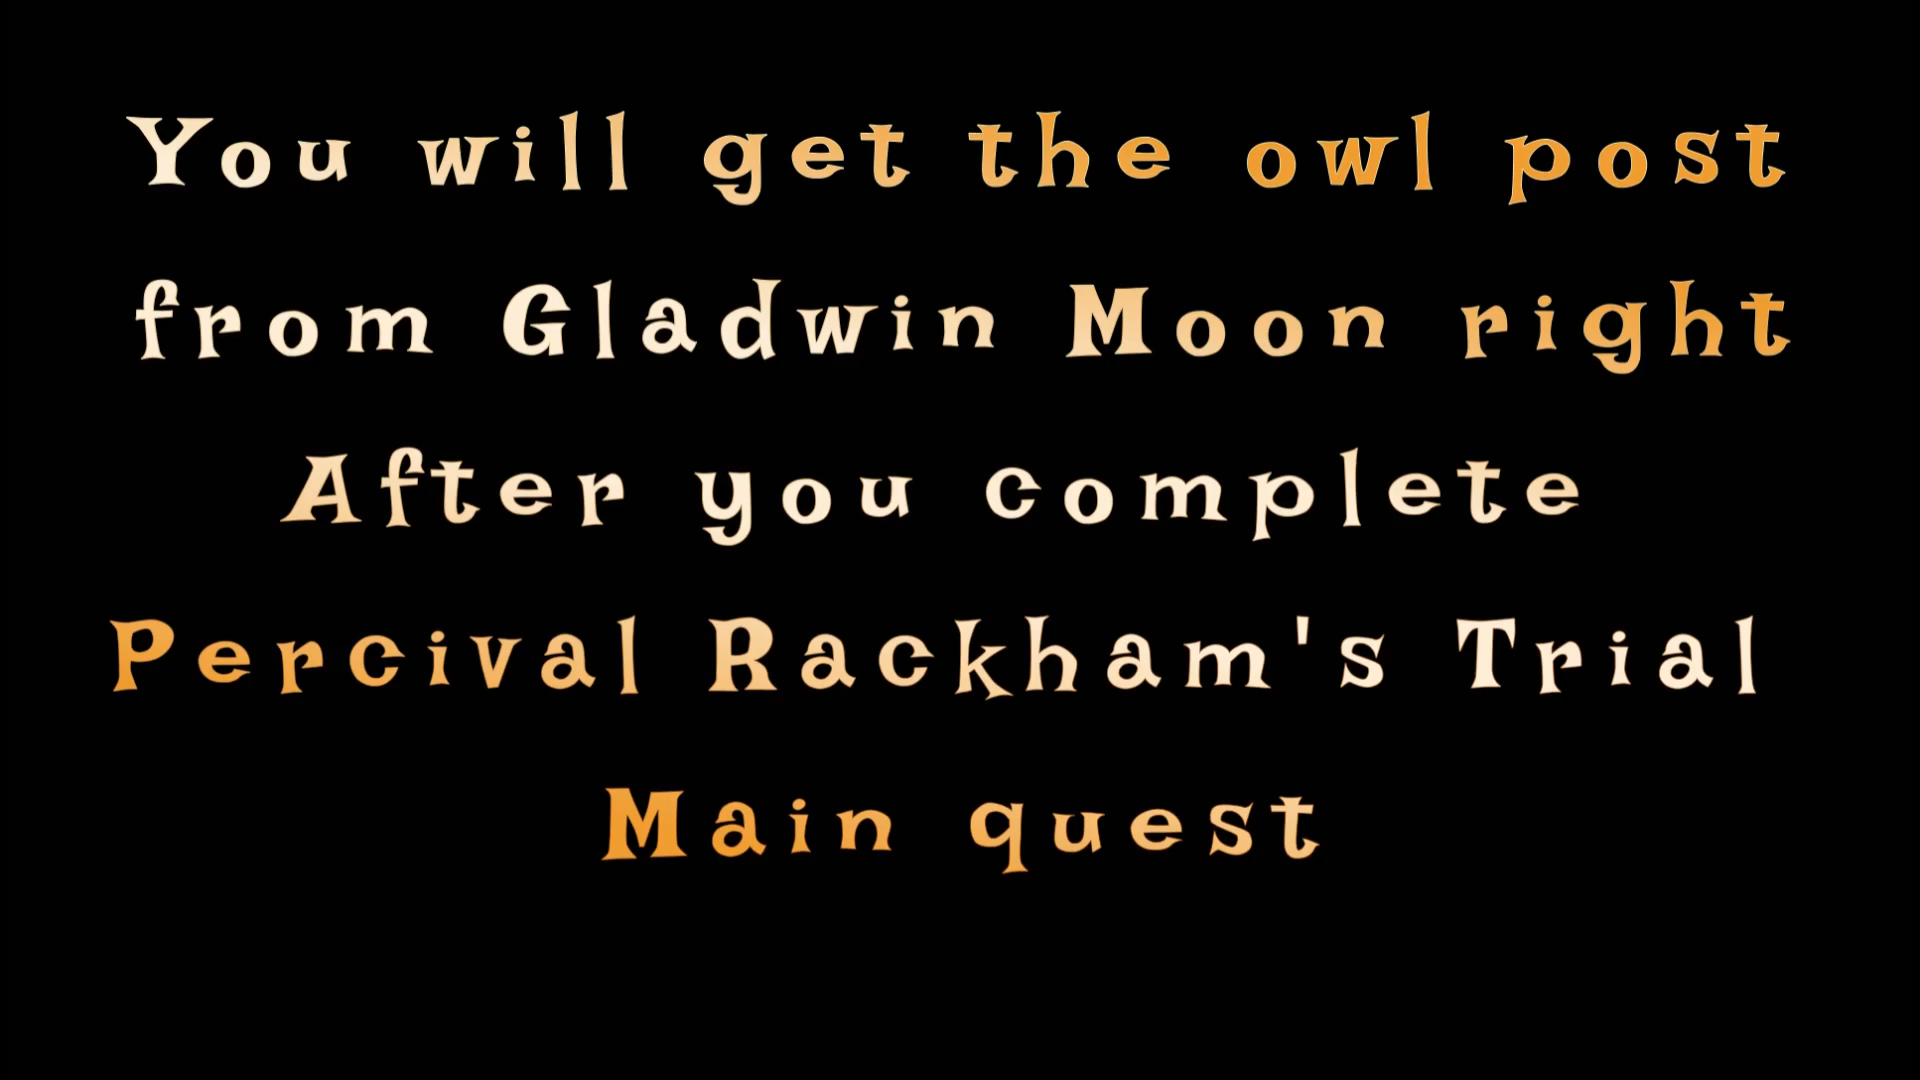 You will get the owl post
from Gladwin Moon right
After you complete
Percival Rackham's Trial
Main quest